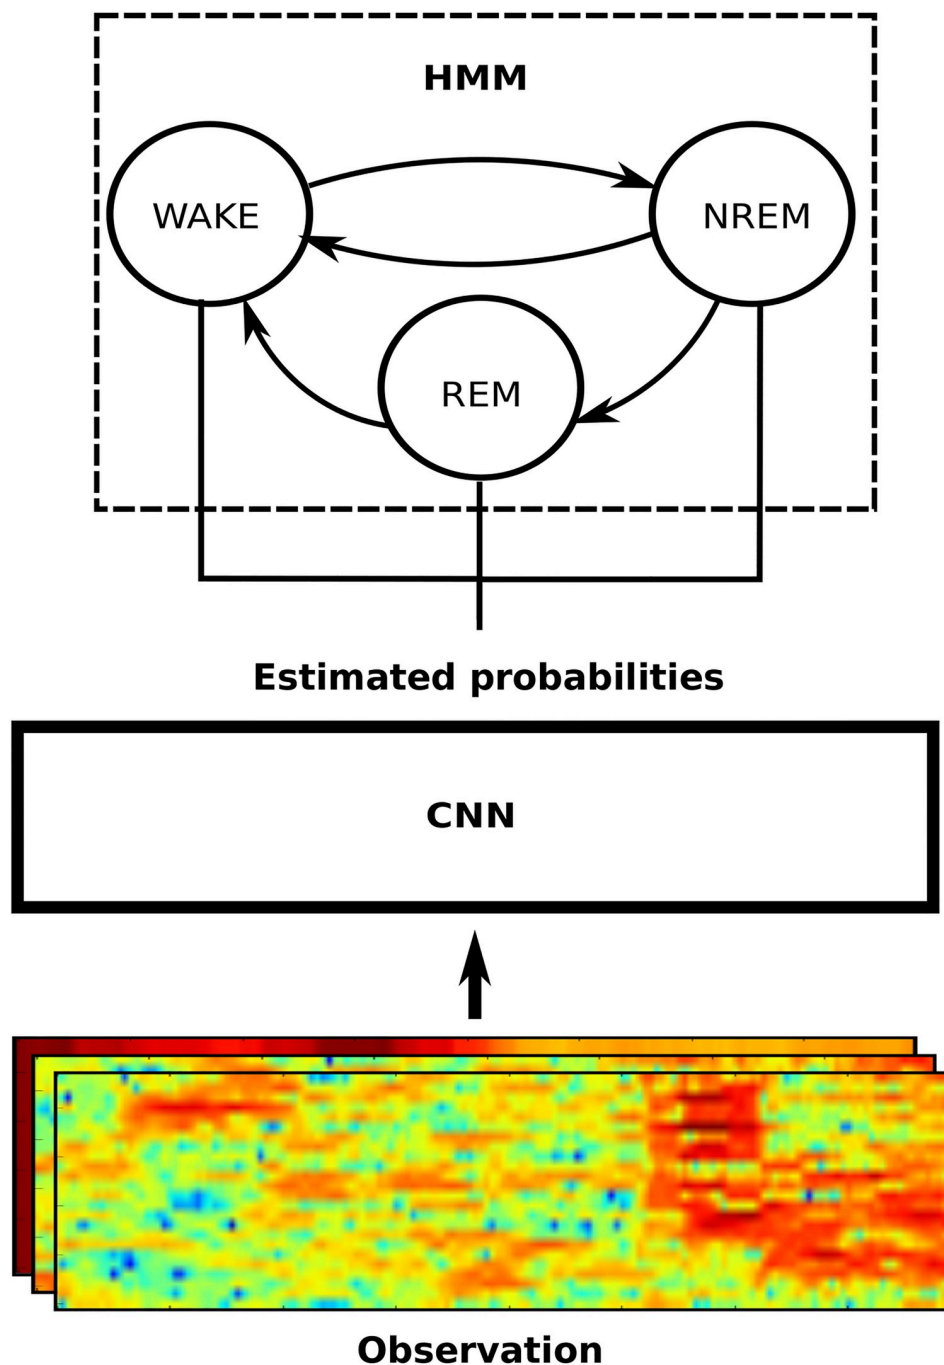 HMM
WAKE
NREM
REM
Estimated probabilities
CNN
Observation